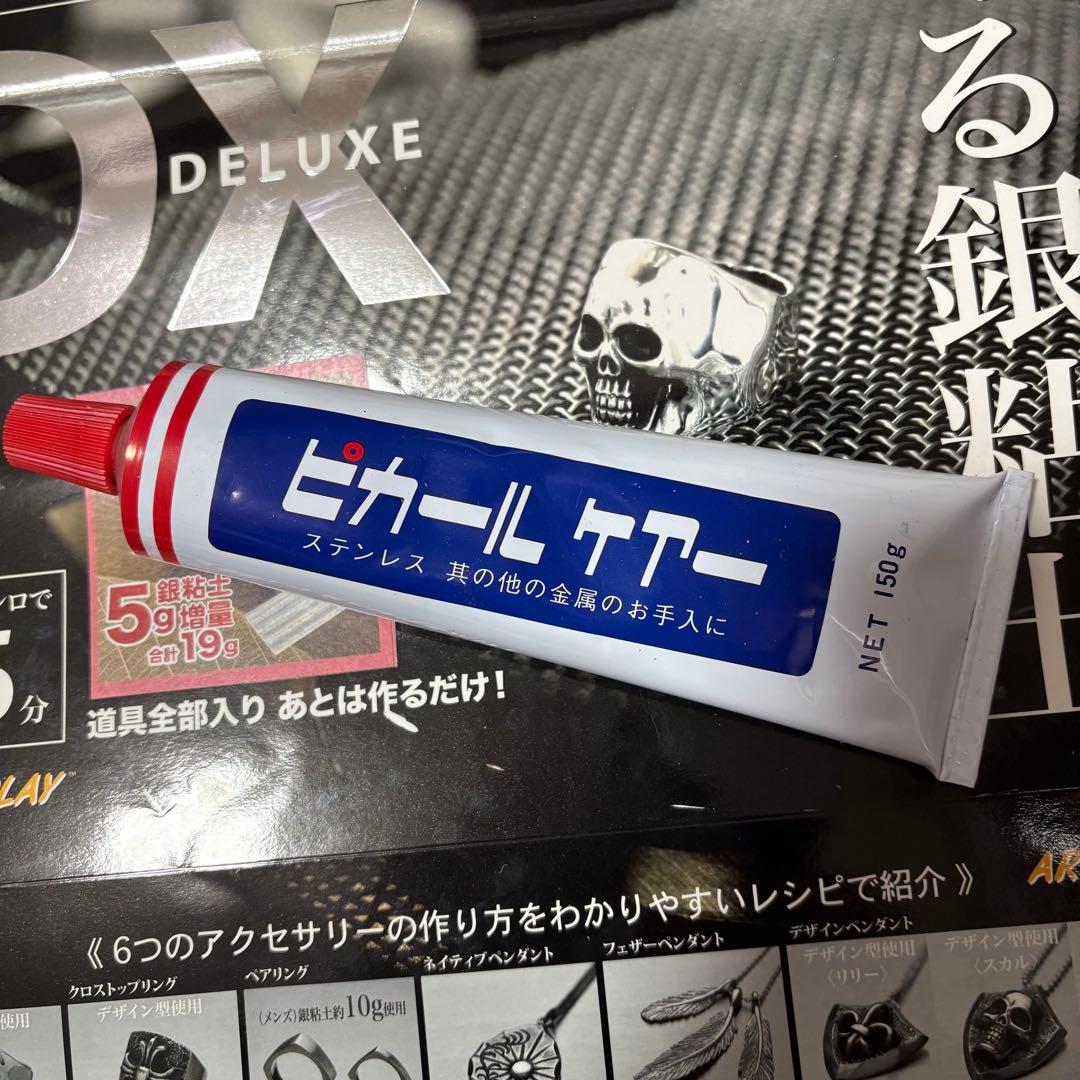 DX
DELUXE
る銀粘土
ピカール ケアー
ステンレス 其の他の金属のお手入に
NET 150g
銀粘土
5g増量
合計19g
ンロで
5分
道具全部入り あとは作るだけ!
PLAY™
AR
《 6つのアクセサリーの作り方をわかりやすいレシピで紹介 》
クロストップリング
ペアリング
ネイティブペンダント
フェザーペンダント
デザインペンダント
使用
デザイン型使用
(メンズ)銀粘土約10g使用
デザイン型使用
〈リリー〉
デザイン型使用
〈スカル〉